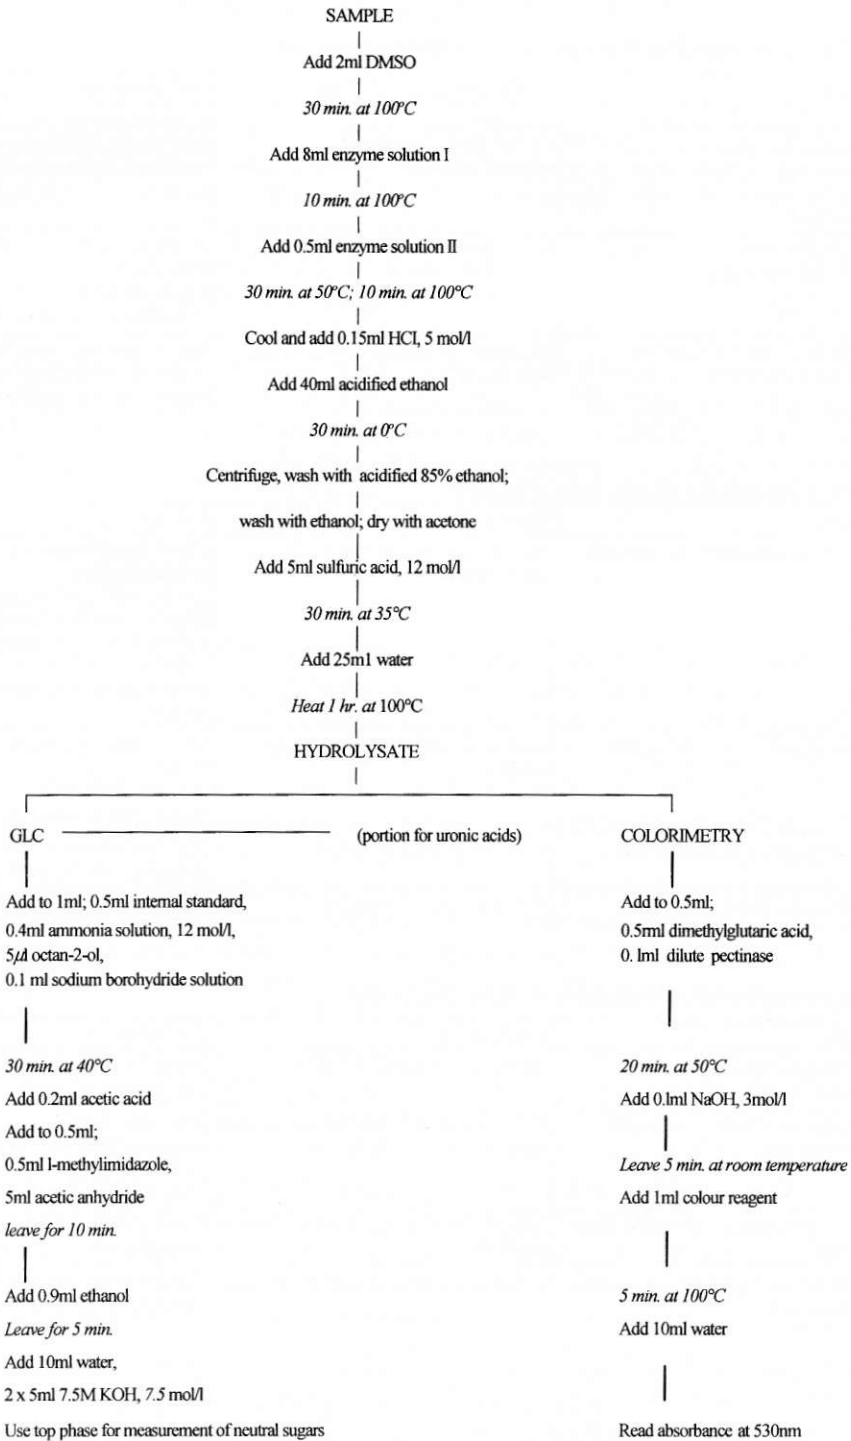 SAMPLE
Add 2ml DMSO
30 min. at 100°C
Add 8ml enzyme solution I
10 min. at 100°C
Add 0.5ml enzyme solution II
30 min. at 50°C; 10 min. at 100°C
Cool and add 0.15ml HCI, 5 mol/l
Add 40ml acidified ethanol
30 min. at 0°C
Centrifuge, wash with acidified 85% ethanol;
wash with ethanol; dry with acetone
Add 5ml sulfuric acid, 12 mol/l
30 min. at 35°C
Add 25m1 water
Heat 1 hr. at 100°C
HYDROLYSATE
GLC (portion for uronic acids) COLORIMETRY
Add to 1ml; 0.5ml internal standard,
0.4ml ammonia solution, 12 mol/l,
5µl octan-2-ol,
0.1 ml sodium borohydride solution
30 min. at 40°C
Add 0.2ml acetic acid
Add to 0.5ml;
0.5ml l-methylimidazole,
5ml acetic anhydride
leave for 10 min.
Add 0.9ml ethanol
Leave for 5 min.
Add 10ml water,
2 x 5ml 7.5M KOH, 7.5 mol/l
Use top phase for measurement of neutral sugars
Add to 0.5ml;
0.5rml dimethylglutaric acid,
0. lml dilute pectinase
20 min. at 50°C
Add 0.lml NaOH, 3mol/l
Leave 5 min. at room temperature
Add 1ml colour reagent
5 min. at 100°C
Add 10ml water
Read absorbance at 530nm